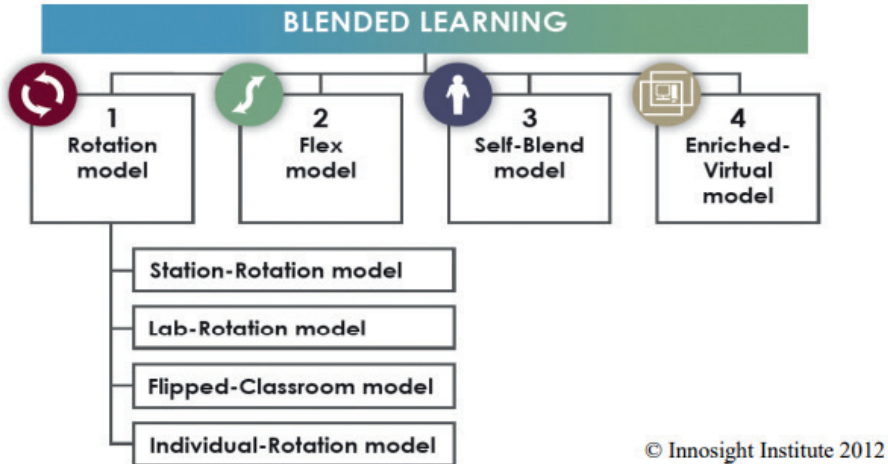 BLENDED LEARNING
1
Rotation
model
2
Flex
model
3
Self-Blend
model
4
Enriched-
Virtual
model
Station-Rotation model
Lab-Rotation model
Flipped-Classroom model
Individual-Rotation model
© Innosight Institute 2012